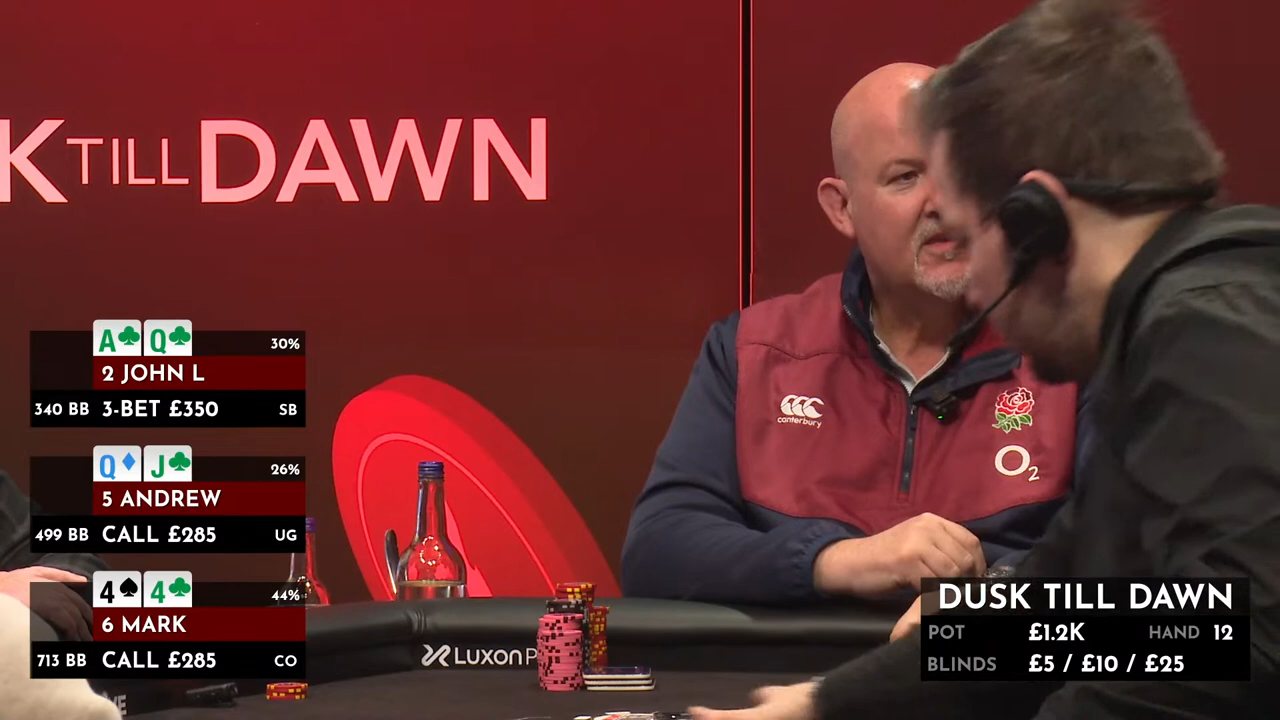 K TILL DAWN
A♣ Q♣ 30%
2 JOHN L
340 BB 3-BET £350 SB
Q♦ J♣ 26%
5 ANDREW
499 BB CALL £285 UG
4♠ 4♣ 44%
6 MARK
713 BB CALL £285 CO
canterbury
O2
LUXON P
DUSK TILL DAWN
POT £1.2K HAND 12
BLINDS £5 / £10 / £25